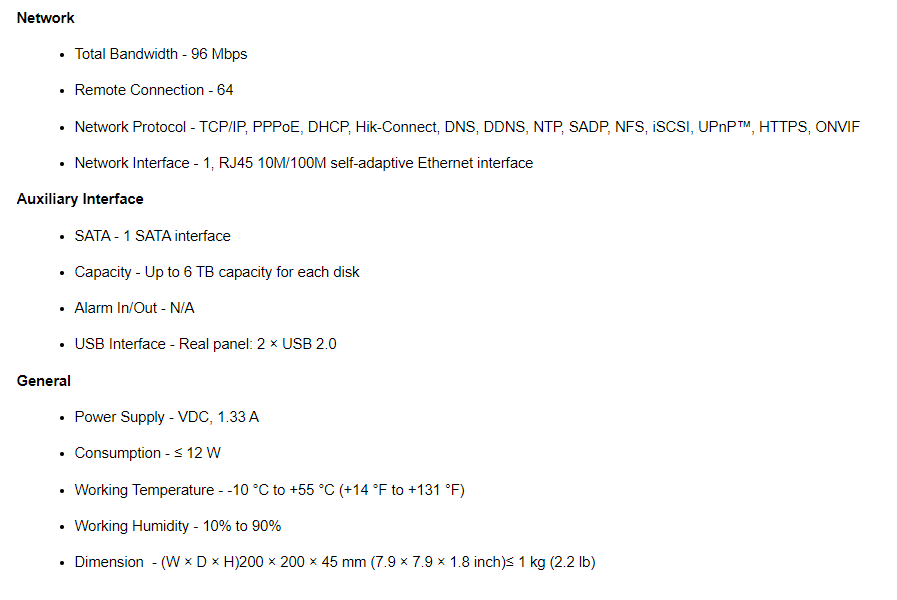 Network
• Total Bandwidth - 96 Mbps
• Remote Connection - 64
• Network Protocol - TCP/IP, PPPoE, DHCP, Hik-Connect, DNS, DDNS, NTP, SADP, NFS, iSCSI, UPnP™, HTTPS, ONVIF
• Network Interface - 1, RJ45 10M/100M self-adaptive Ethernet interface
Auxiliary Interface
• SATA - 1 SATA interface
• Capacity - Up to 6 TB capacity for each disk
• Alarm In/Out - N/A
• USB Interface - Real panel: 2 × USB 2.0
General
• Power Supply - VDC, 1.33 A
• Consumption - ≤ 12 W
• Working Temperature - -10 °C to +55 °C (+14 °F to +131 °F)
• Working Humidity - 10% to 90%
• Dimension  - (W × D × H)200 × 200 × 45 mm (7.9 × 7.9 × 1.8 inch)≤ 1 kg (2.2 lb)